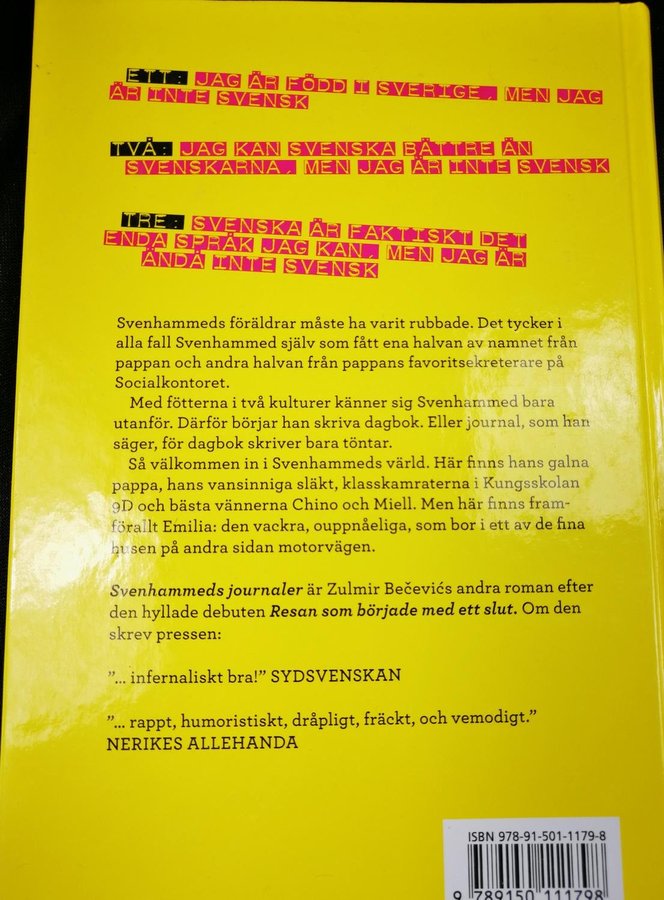 ETT: JAG ÄR FÖDD I SVERIGE, MEN JAG
ÄR INTE SVENSK
TVÅ: JAG KAN SVENSKA BÄTTRE ÄN
SVENSKARNA, MEN JAG ÄR INTE SVENSK
TRE: SVENSKA ÄR FAKTISKT DET
ENDA SPRÅK JAG KAN, MEN JAG ÄR
ÄNDÅ INTE SVENSK
Svenhammeds föräldrar måste ha varit rubbade. Det tycker i
alla fall Svenhammed själv som fått ena halvan av namnet från
pappan och andra halvan från pappans favoritsekreterare på
Socialkontoret.
Med fötterna i två kulturer känner sig Svenhammed bara
utanför. Därför börjar han skriva dagbok. Eller journal, som han
säger, för dagbok skriver bara töntar.
Så välkommen in i Svenhammeds värld. Här finns hans galna
pappa, hans vansinniga släkt, klasskamraterna i Kungsskolan
9D och bästa vännerna Chino och Miell. Men här finns fram-
förallt Emilia: den vackra, ouppnåeliga, som bor i ett av de fina
husen på andra sidan motorvägen.
Svenhammeds journaler är Zulmir Bečevićs andra roman efter
den hyllade debuten Resan som började med ett slut. Om den
skrev pressen:
”... infernaliskt bra!” SYDSVENSKAN
”... rappt, humoristiskt, dråpligt, fräckt, och vemodigt.”
NERIKES ALLEHANDA
ISBN 978-91-501-1179-8
9 789150 111798